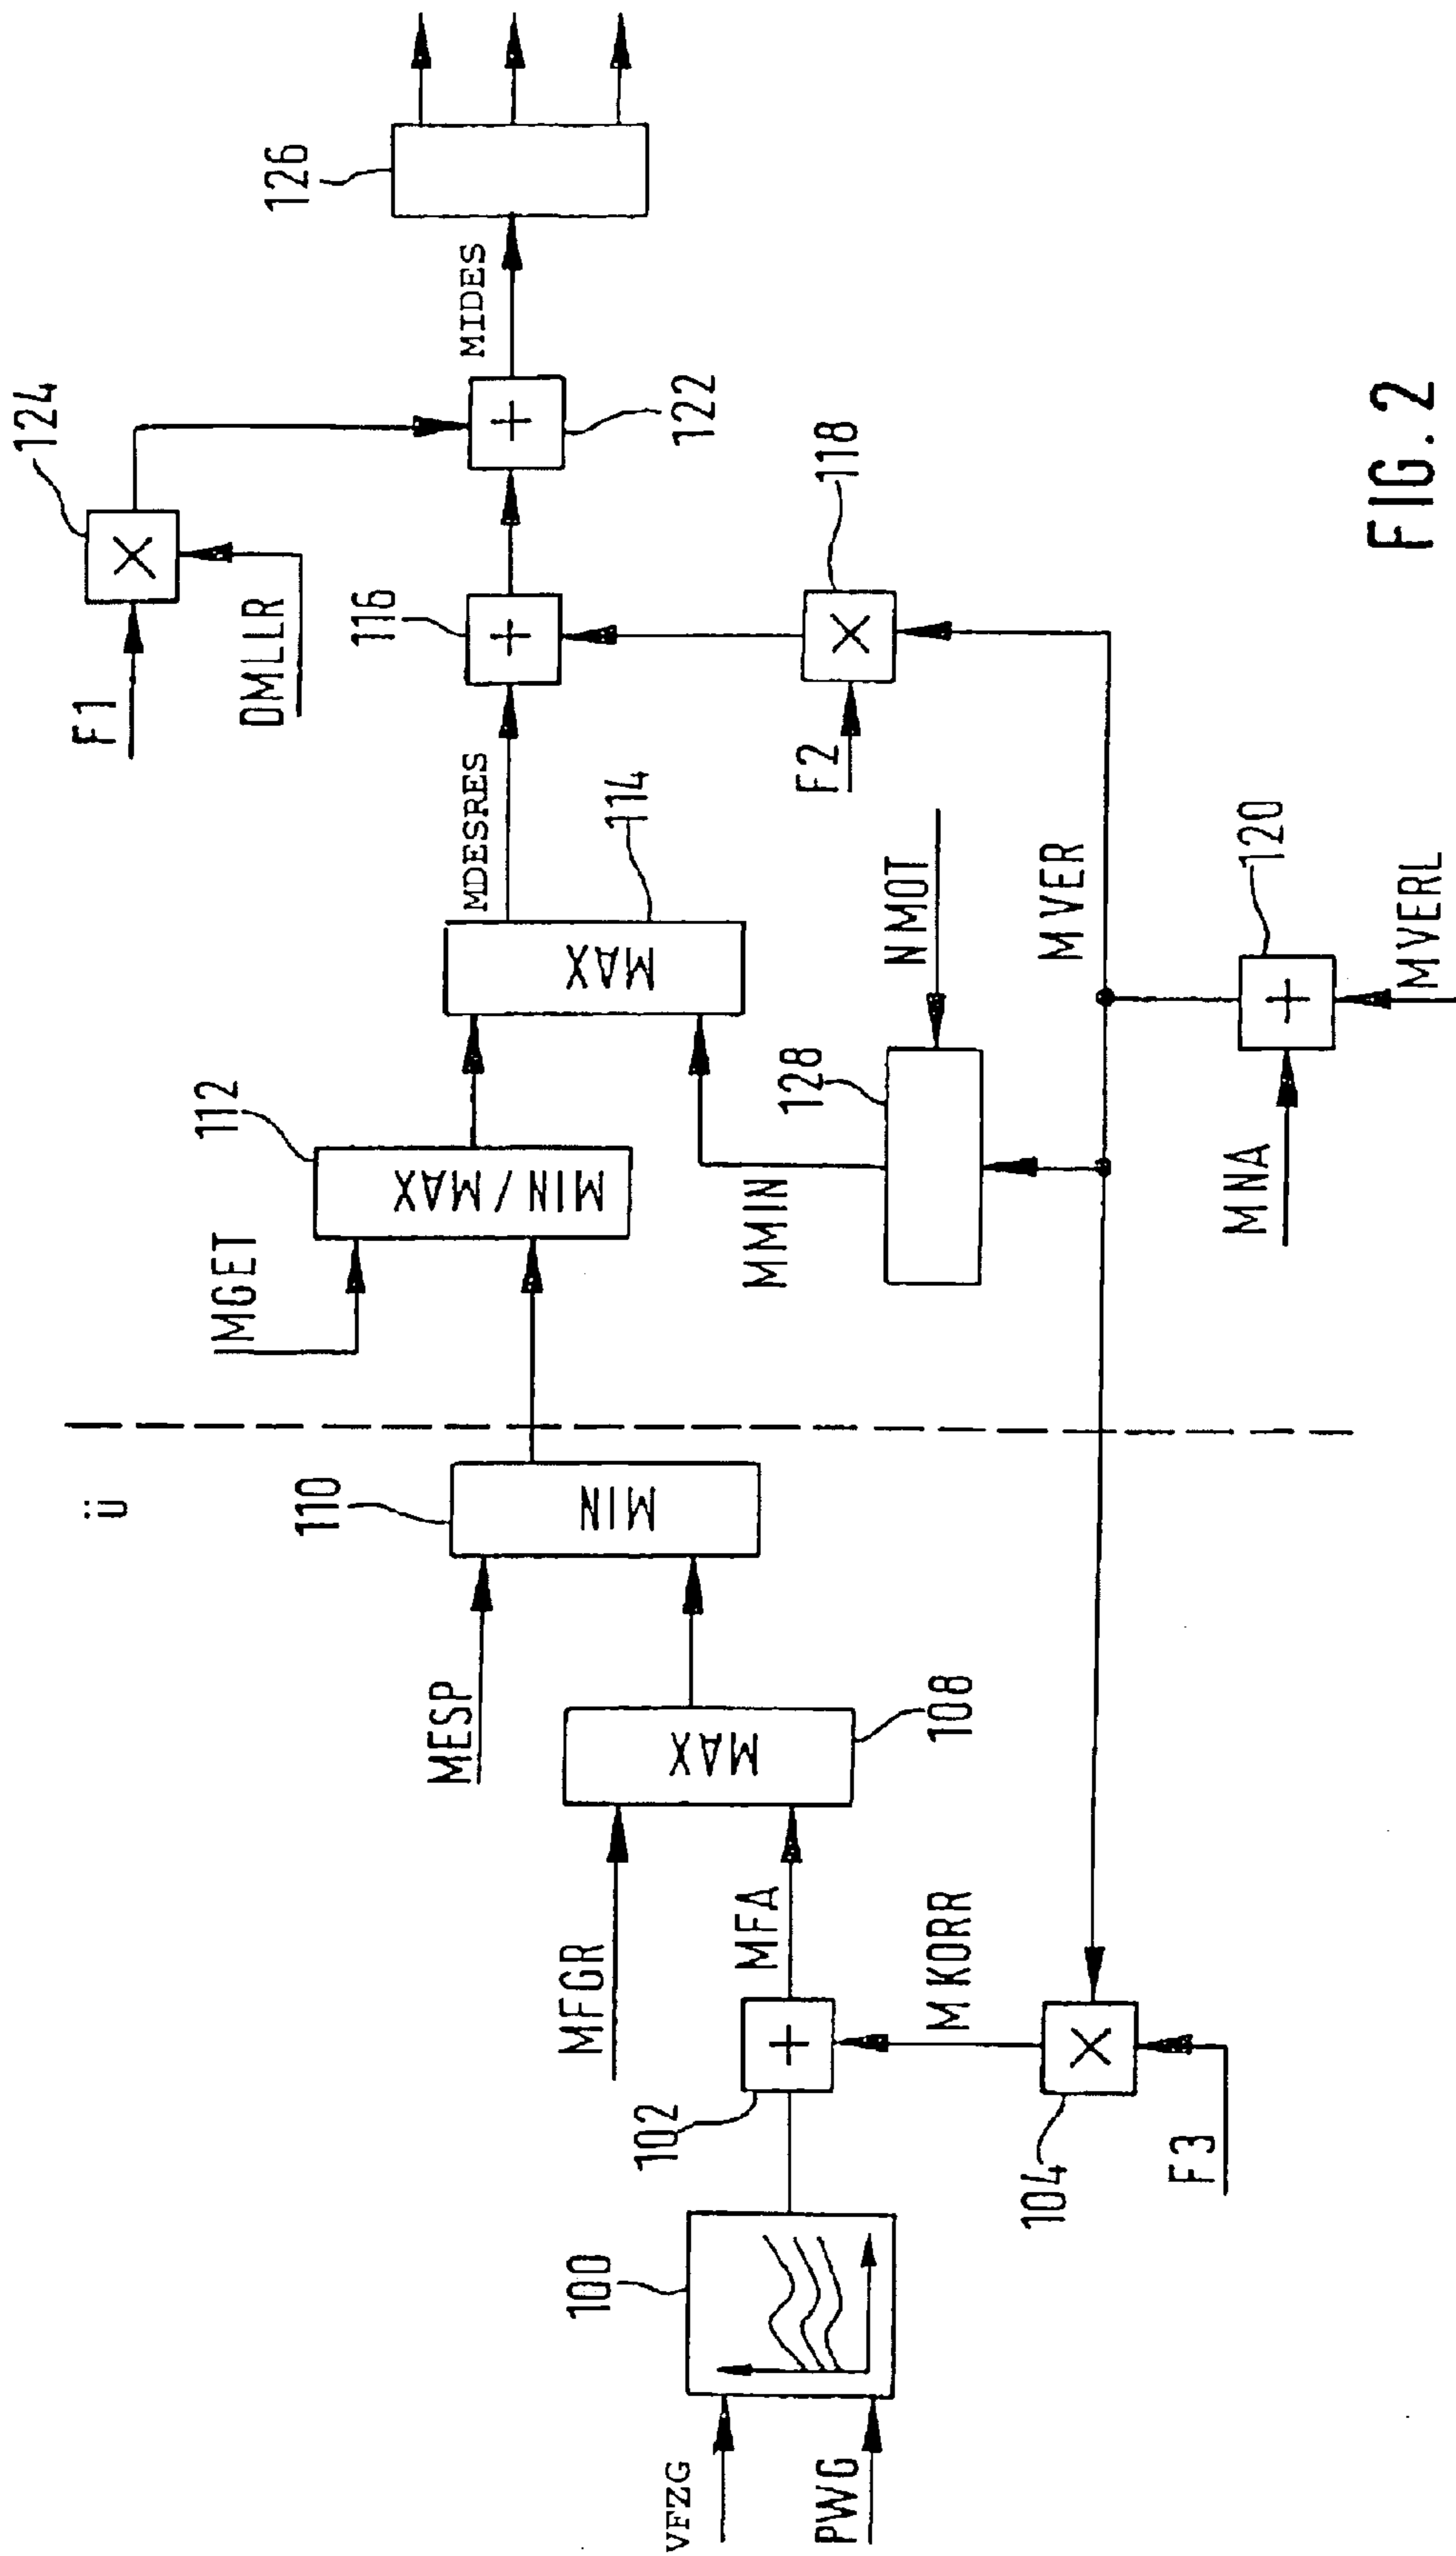 VFZG
PWG
100
102
MFA
MKORR
104
F3
MFGR
MAX
108
MESP
MIN
110
ü
MGET
MIN/MAX
112
MMIN
128
NMOT
MAX
114
MDESRES
116
F2
118
MVER
MNA
120
MVERL
F1
DMLLR
124
122
MIDES
126
+
×
+
×
+
+
×
FIG. 2